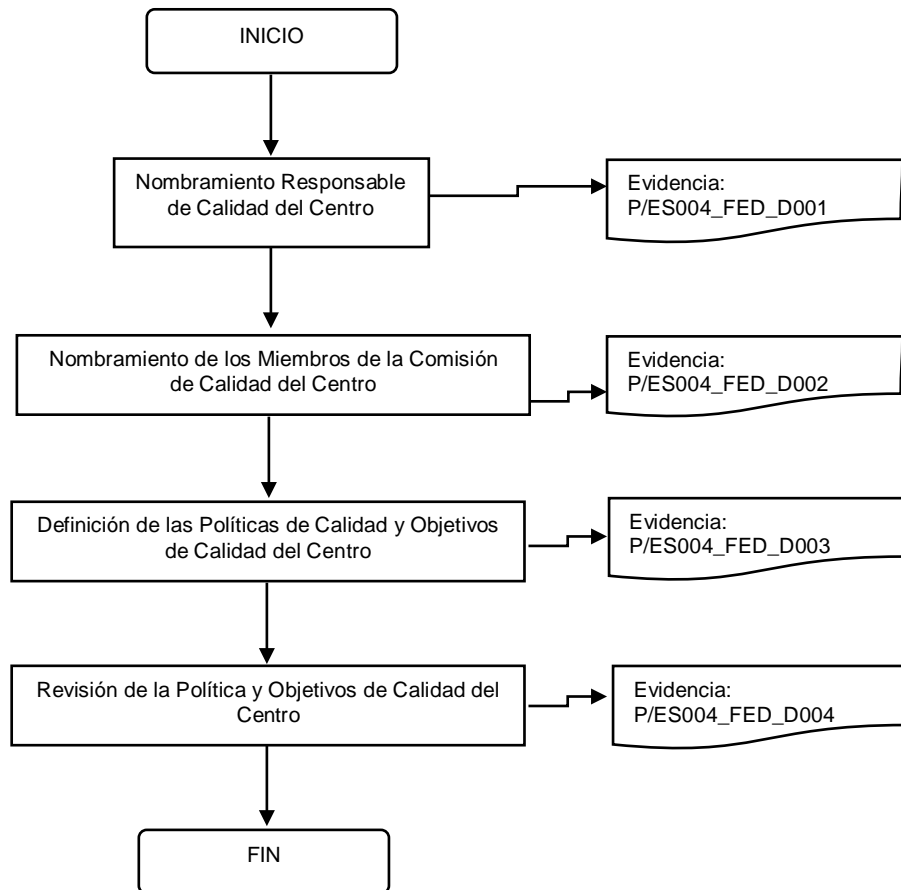 INICIO
Nombramiento Responsable
de Calidad del Centro
Evidencia:
P/ES004_FED_D001
Nombramiento de los Miembros de la Comisión
de Calidad del Centro
Evidencia:
P/ES004_FED_D002
Definición de las Políticas de Calidad y Objetivos
de Calidad del Centro
Evidencia:
P/ES004_FED_D003
Revisión de la Política y Objetivos de Calidad del
Centro
Evidencia:
P/ES004_FED_D004
FIN